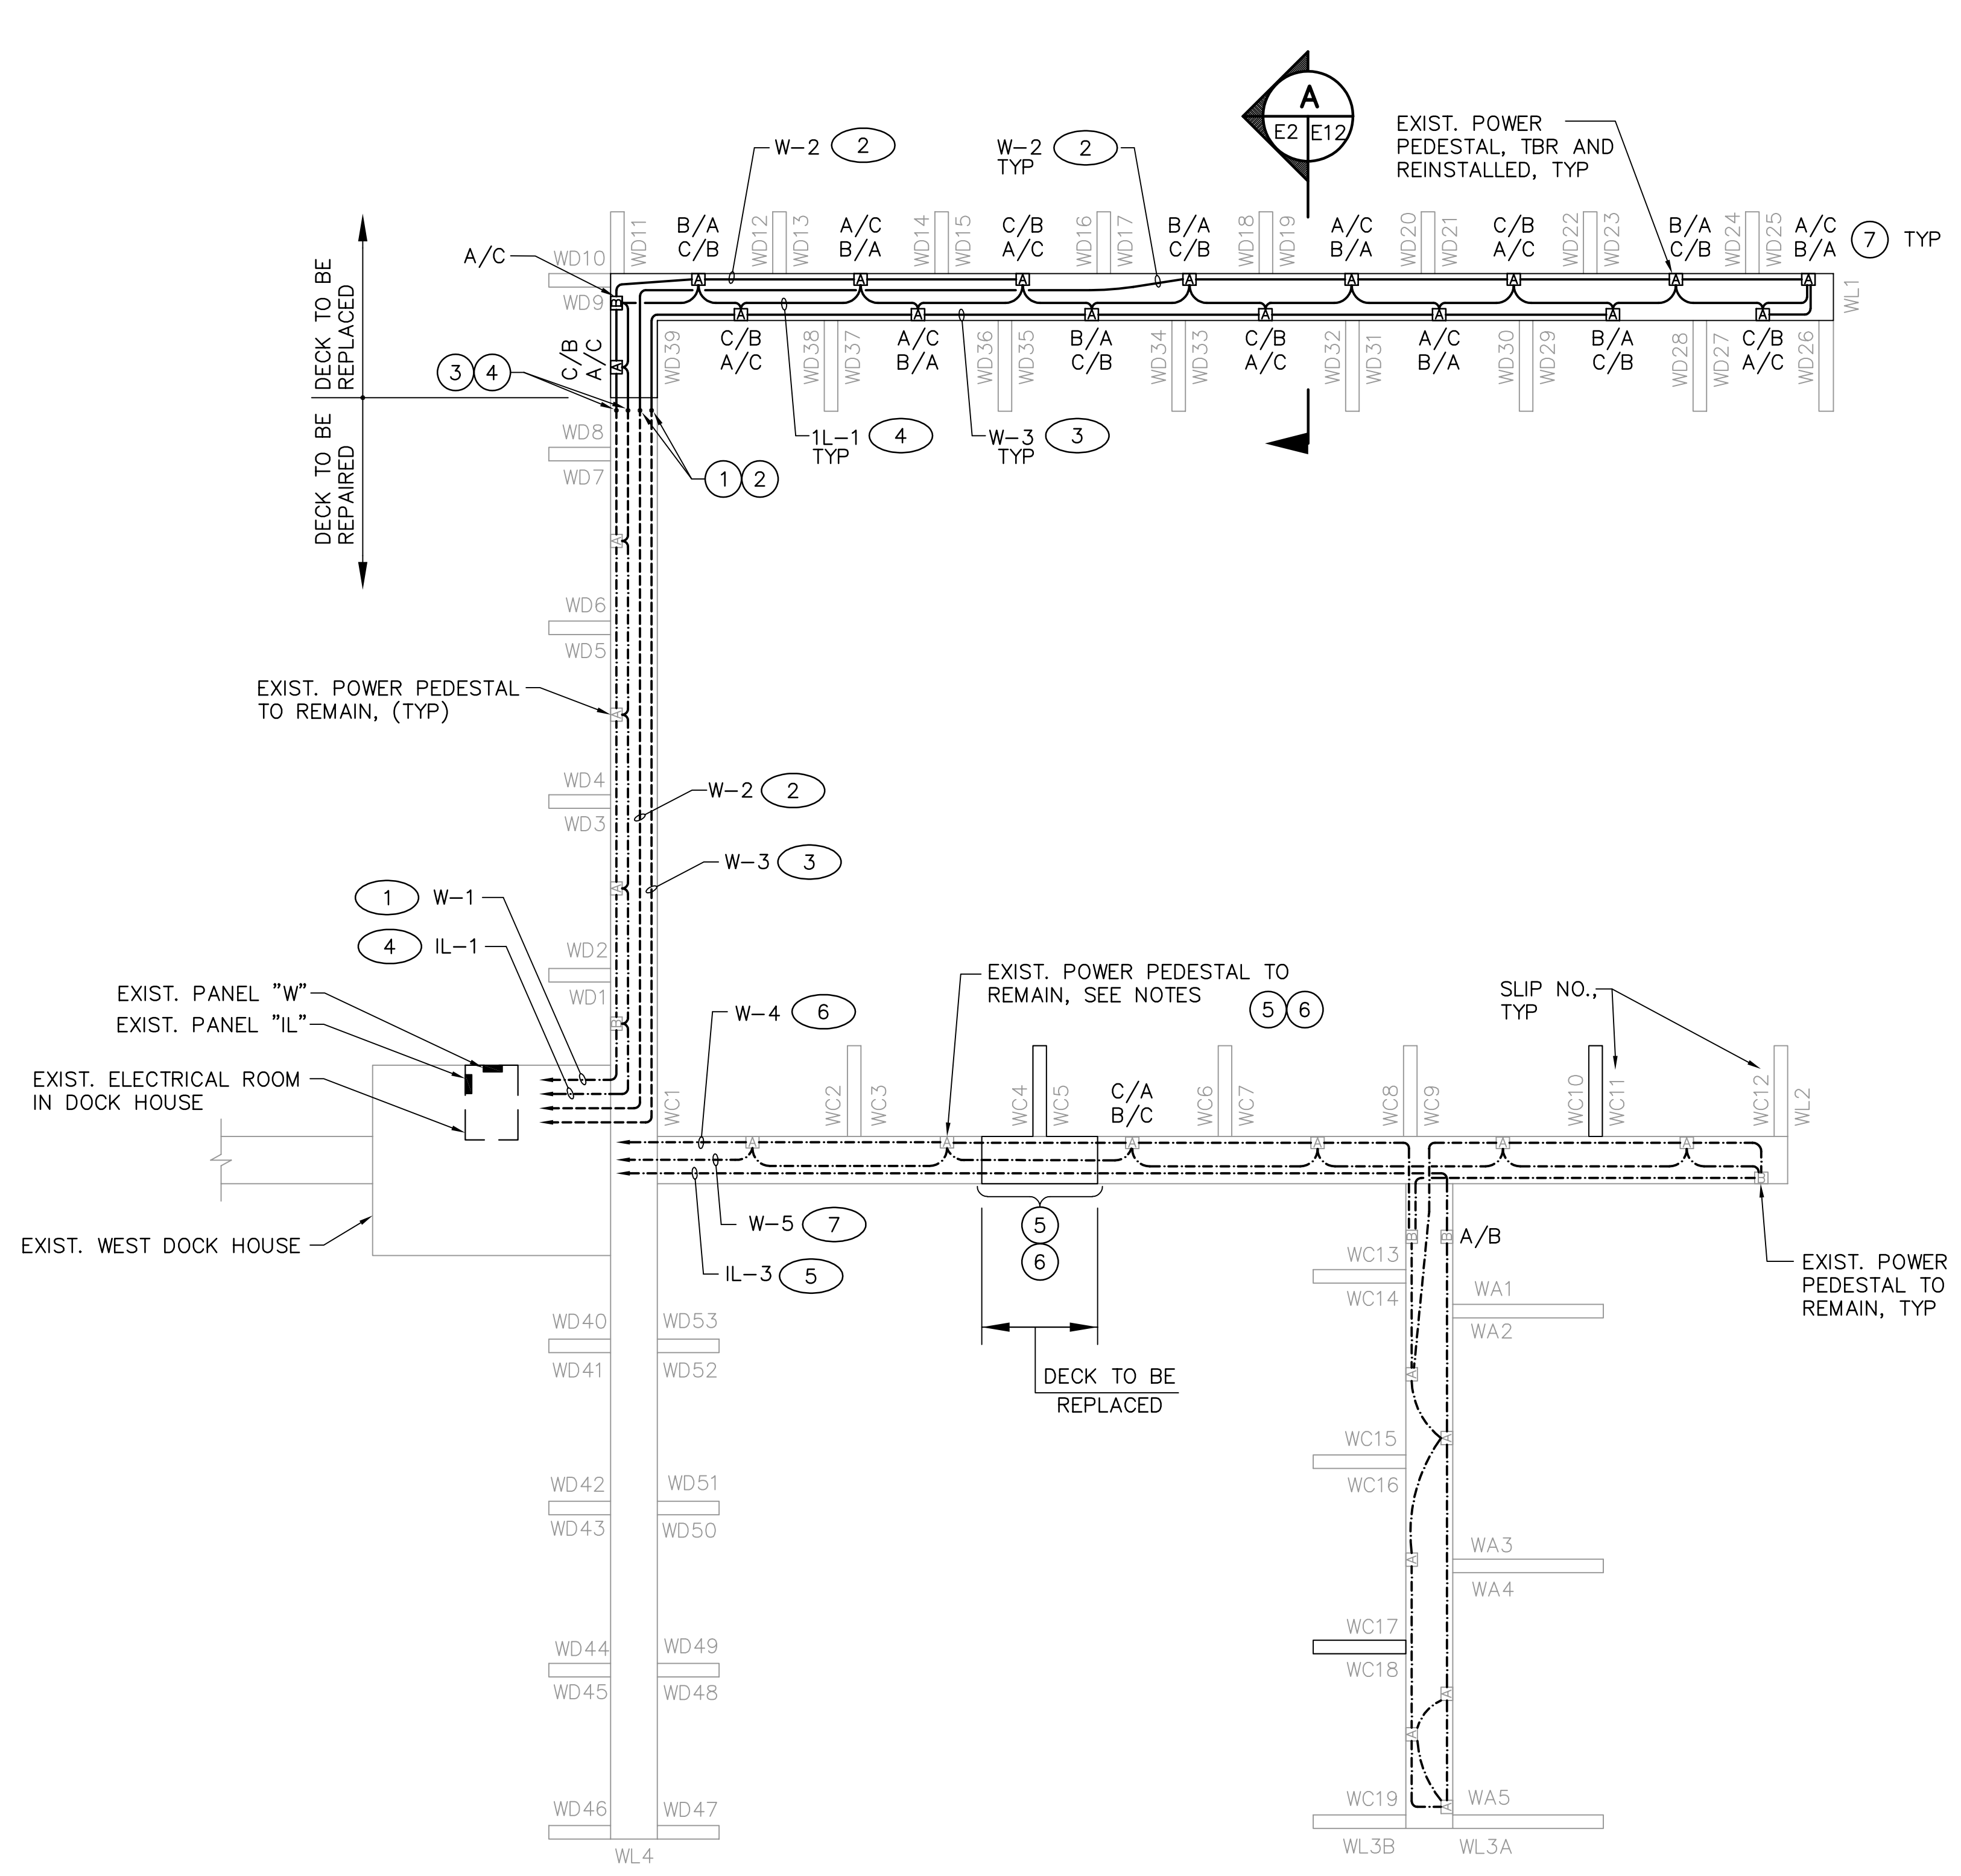 A
E2
E12
EXIST. POWER
PEDESTAL, TBR AND
REINSTALLED, TYP
W-2
2
W-2
TYP
2
WD11
WD12
WD13
WD14
WD15
WD16
WD17
WD18
WD19
WD20
WD21
WD22
WD23
WD24
WD25
B/A
C/B
A/C
B/A
C/B
A/C
B/A
C/B
A/C
B/A
C/B
A/C
B/A
C/B
A/C
B/A
7
TYP
A/C
WD10
WD9
B
A
A
A
A
A
A
A
A
A
WL1
A
A
A
A
A
A
A
C/B
A/C
A/C
B/A
B/A
C/B
C/B
A/C
A/C
B/A
B/A
C/B
C/B
A/C
C/B
A/C
WD39
WD38
WD37
WD36
WD35
WD34
WD33
WD32
WD31
WD30
WD29
WD28
WD27
WD26
DECK TO BE
REPLACED
DECK TO BE
REPAIRED
3
4
1L-1
TYP
4
W-3
TYP
3
1
2
WD8
WD7
A
WD6
WD5
EXIST. POWER PEDESTAL
TO REMAIN, (TYP)
A
WD4
WD3
W-2
2
W-3
3
A
1
W-1
4
IL-1
WD2
WD1
B
EXIST. PANEL "W"
EXIST. PANEL "IL"
EXIST. ELECTRICAL ROOM
IN DOCK HOUSE
EXIST. WEST DOCK HOUSE
W-4
6
EXIST. POWER PEDESTAL TO
REMAIN, SEE NOTES
5
6
SLIP NO.,
TYP
WC1
WC2
WC3
WC4
WC5
C/A
B/C
WC6
WC7
WC8
WC9
WC10
WC11
WC12
WL2
A
A
A
A
A
A
B
W-5
7
IL-3
5
5
6
DECK TO BE
REPLACED
B
B
A/B
EXIST. POWER
PEDESTAL TO
REMAIN, TYP
WC13
WC14
WA1
WA2
A
A
WC15
WC16
A
WA3
WA4
WC17
WC18
A
A
A
WC19
WA5
WL3B
WL3A
WD40
WD53
WD41
WD52
WD42
WD51
WD43
WD50
WD44
WD49
WD45
WD48
WD46
WD47
WL4